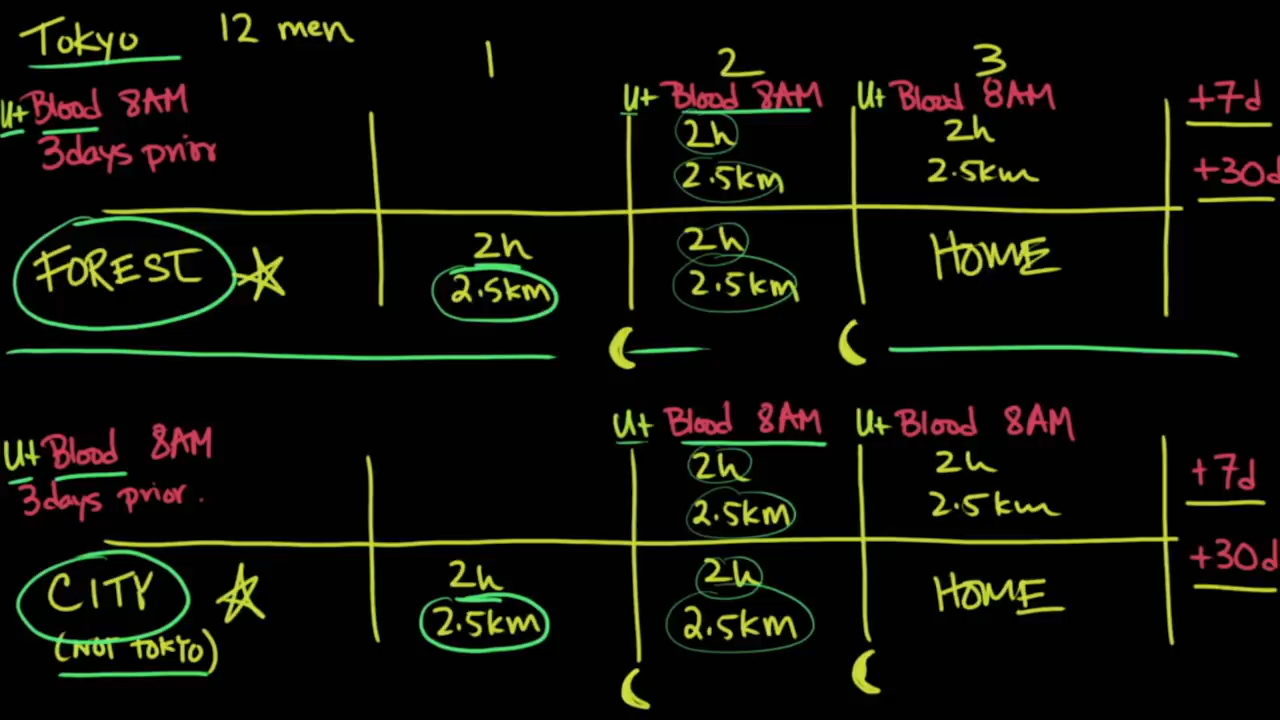 Tokyo 12 men
1 2 3
U+ Blood 8AM
3days prior
U+ Blood 8AM
2h
2.5km
U+ Blood 8AM
2h
2.5km
+7d
+30d
FOREST
2h
2.5km
2h
2.5km
HOME
U+ Blood 8AM
3days prior.
U+ Blood 8AM
2h
2.5km
U+ Blood 8AM
2h
2.5km
+7d
+30d
CITY
(NOT TOKYO)
2h
2.5km
2h
2.5km
HOME